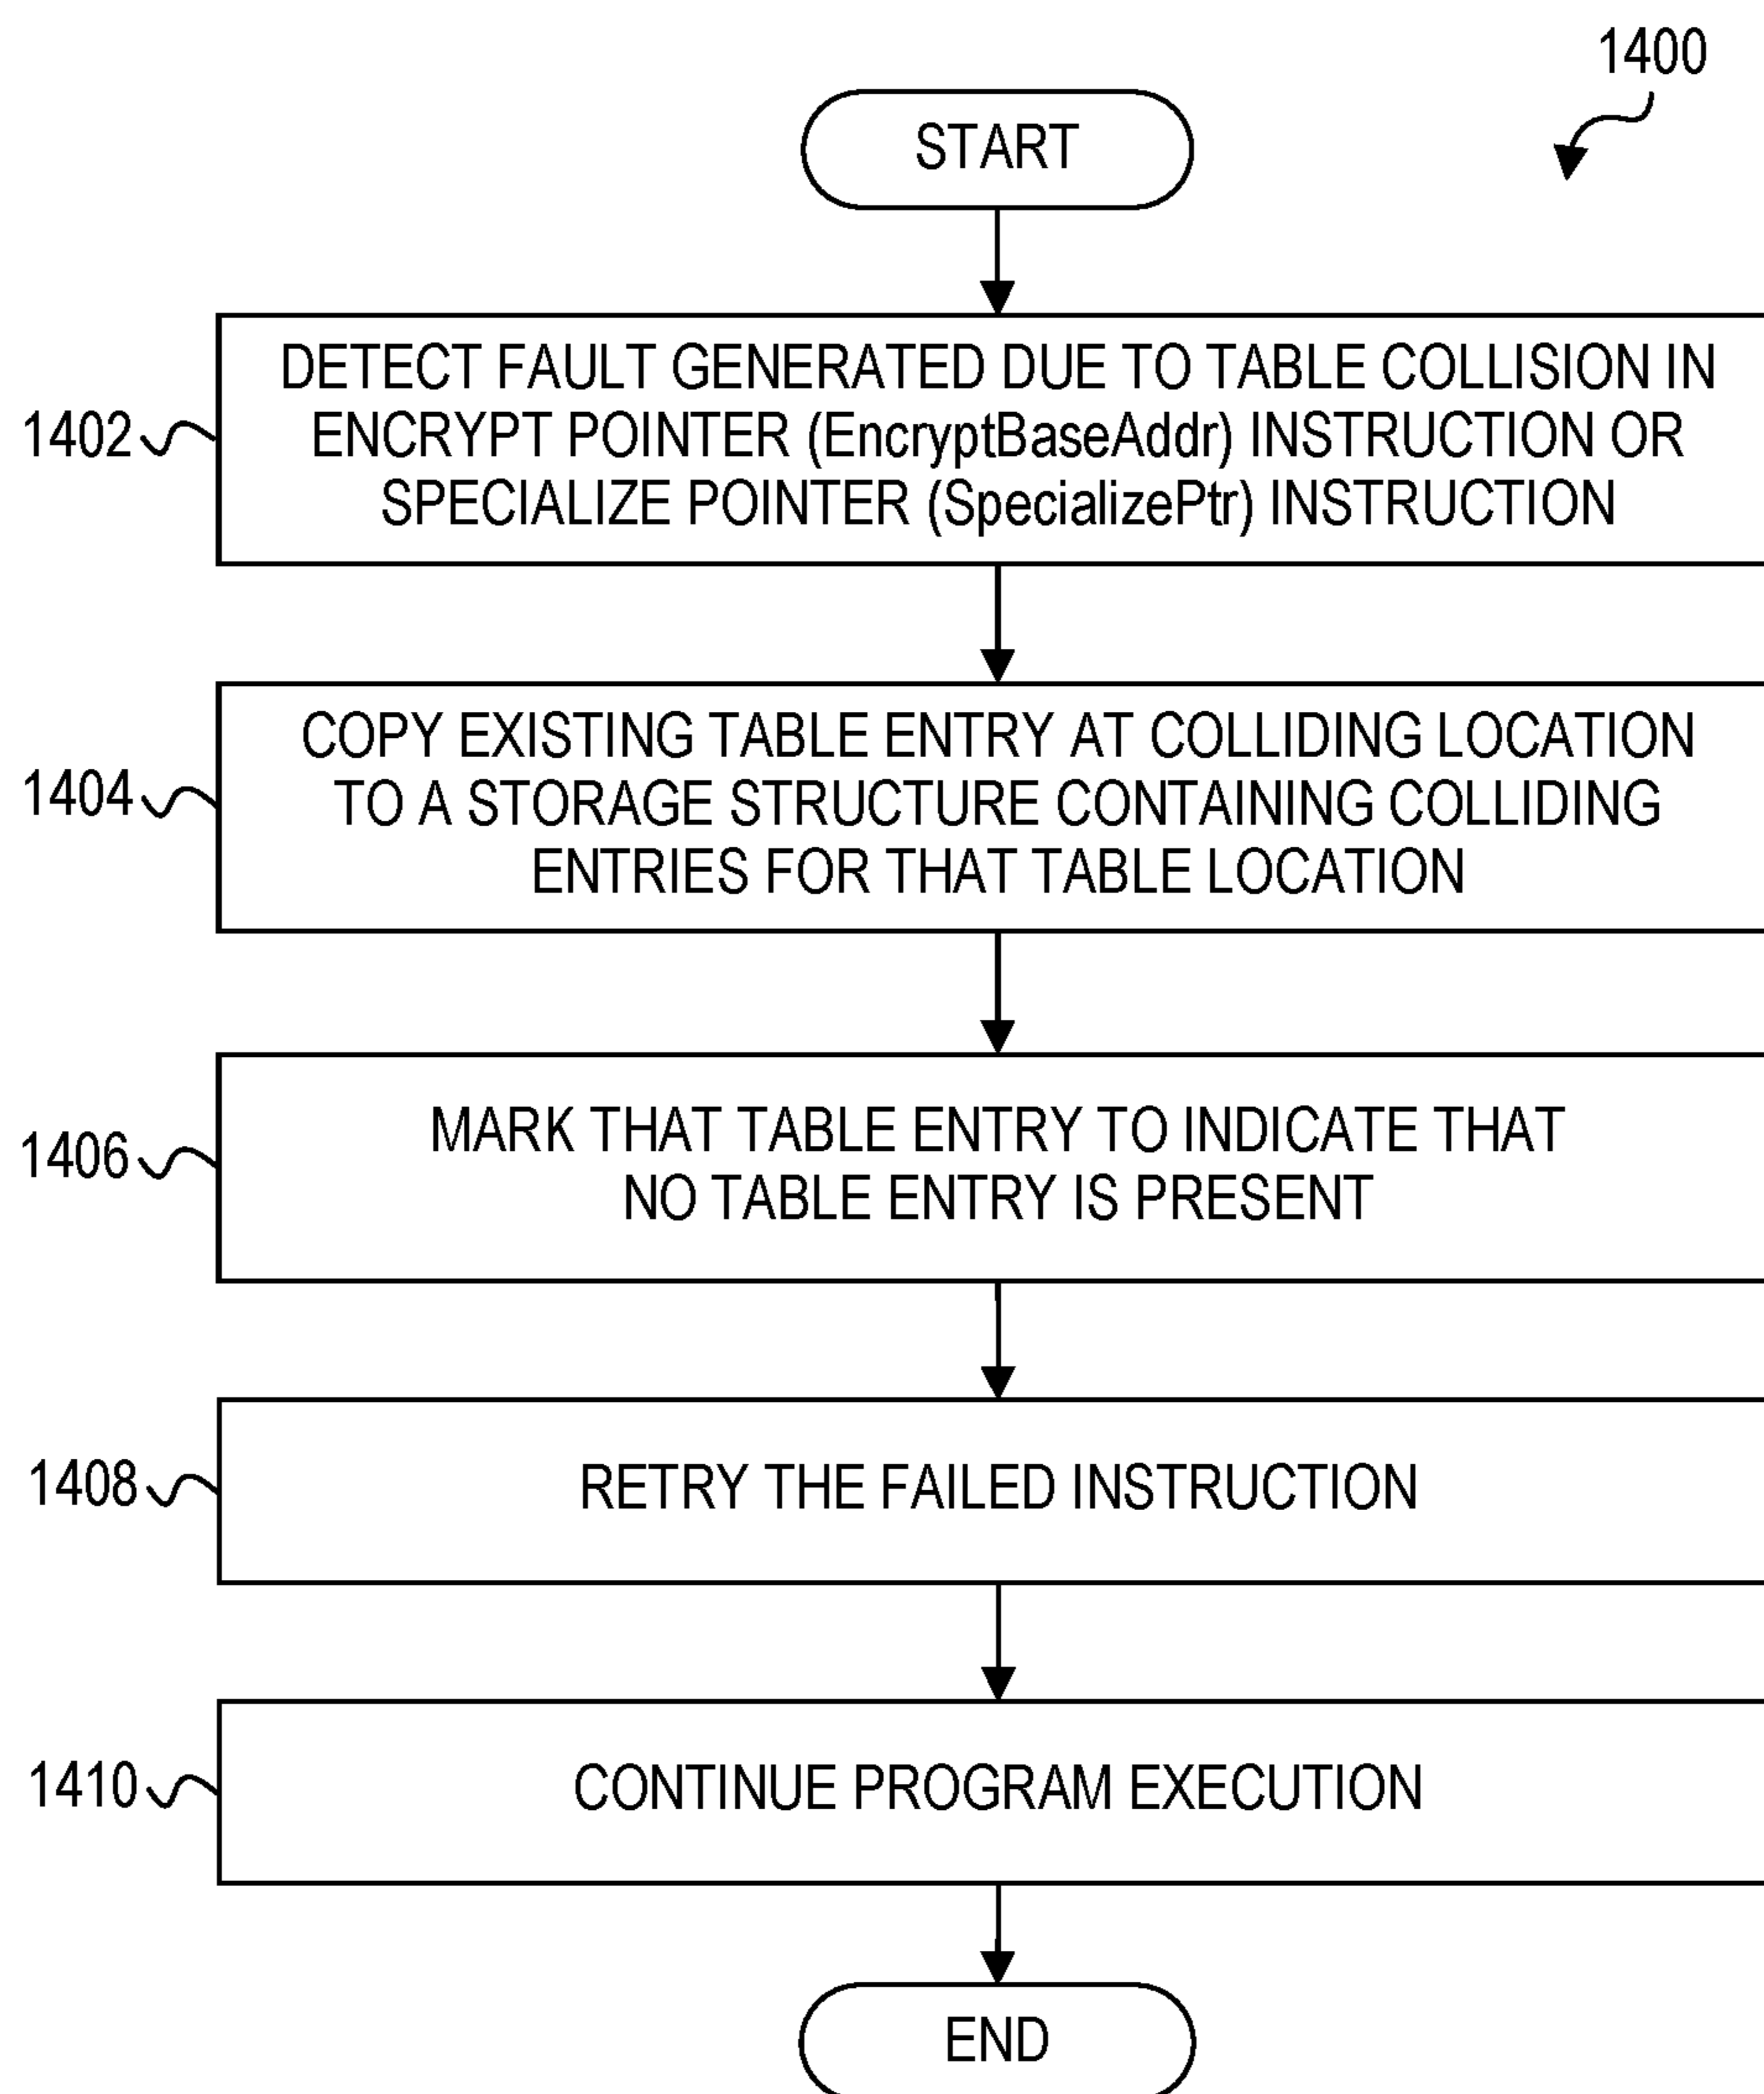 1400
START
1402
DETECT FAULT GENERATED DUE TO TABLE COLLISION IN
ENCRYPT POINTER (EncryptBaseAddr) INSTRUCTION OR
SPECIALIZE POINTER (SpecializePtr) INSTRUCTION
1404
COPY EXISTING TABLE ENTRY AT COLLIDING LOCATION
TO A STORAGE STRUCTURE CONTAINING COLLIDING
ENTRIES FOR THAT TABLE LOCATION
1406
MARK THAT TABLE ENTRY TO INDICATE THAT
NO TABLE ENTRY IS PRESENT
1408
RETRY THE FAILED INSTRUCTION
1410
CONTINUE PROGRAM EXECUTION
END